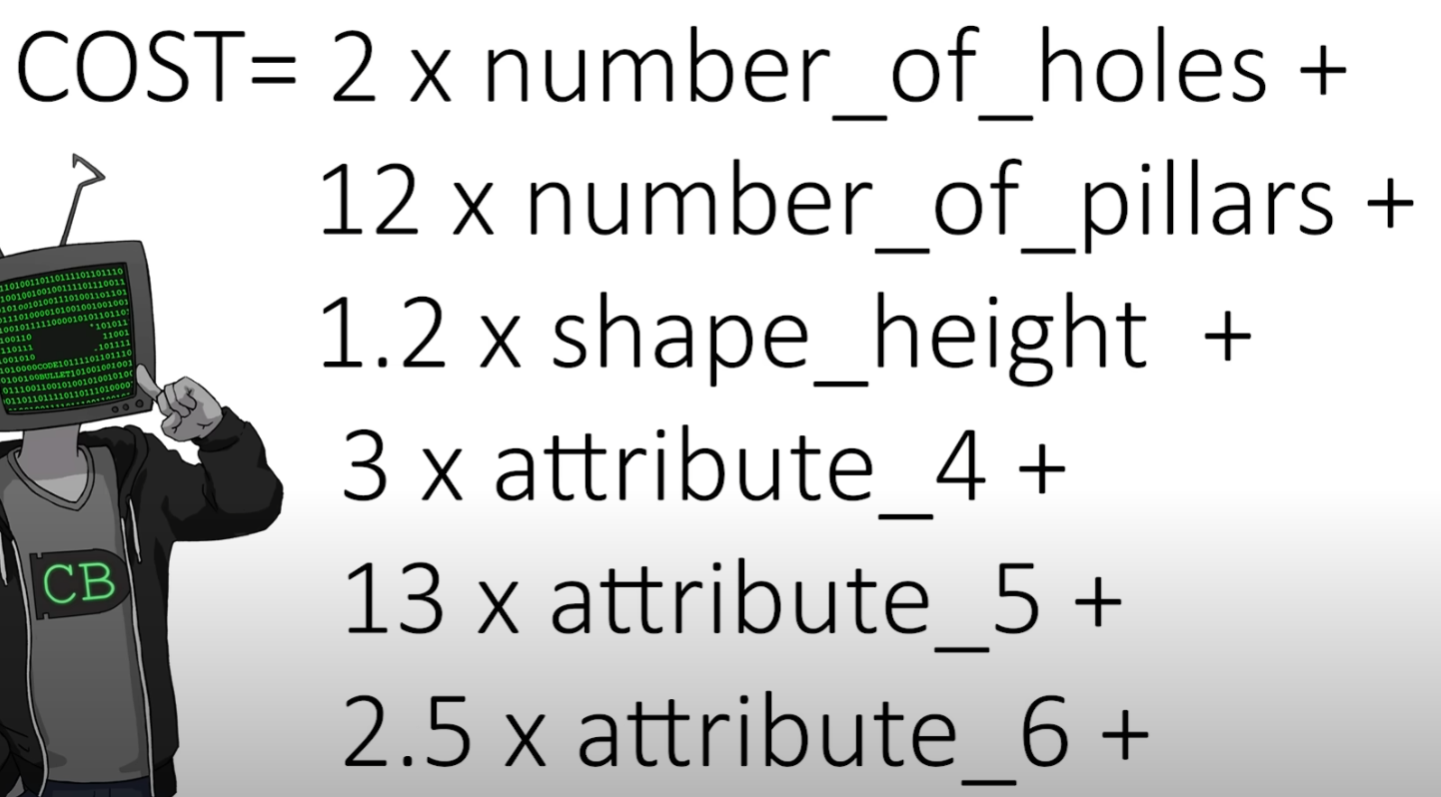 COST= 2 x number_of_holes +
12 x number_of_pillars +
1.2 x shape_height +
3 x attribute_4 +
13 x attribute_5 +
2.5 x attribute_6 +
CB